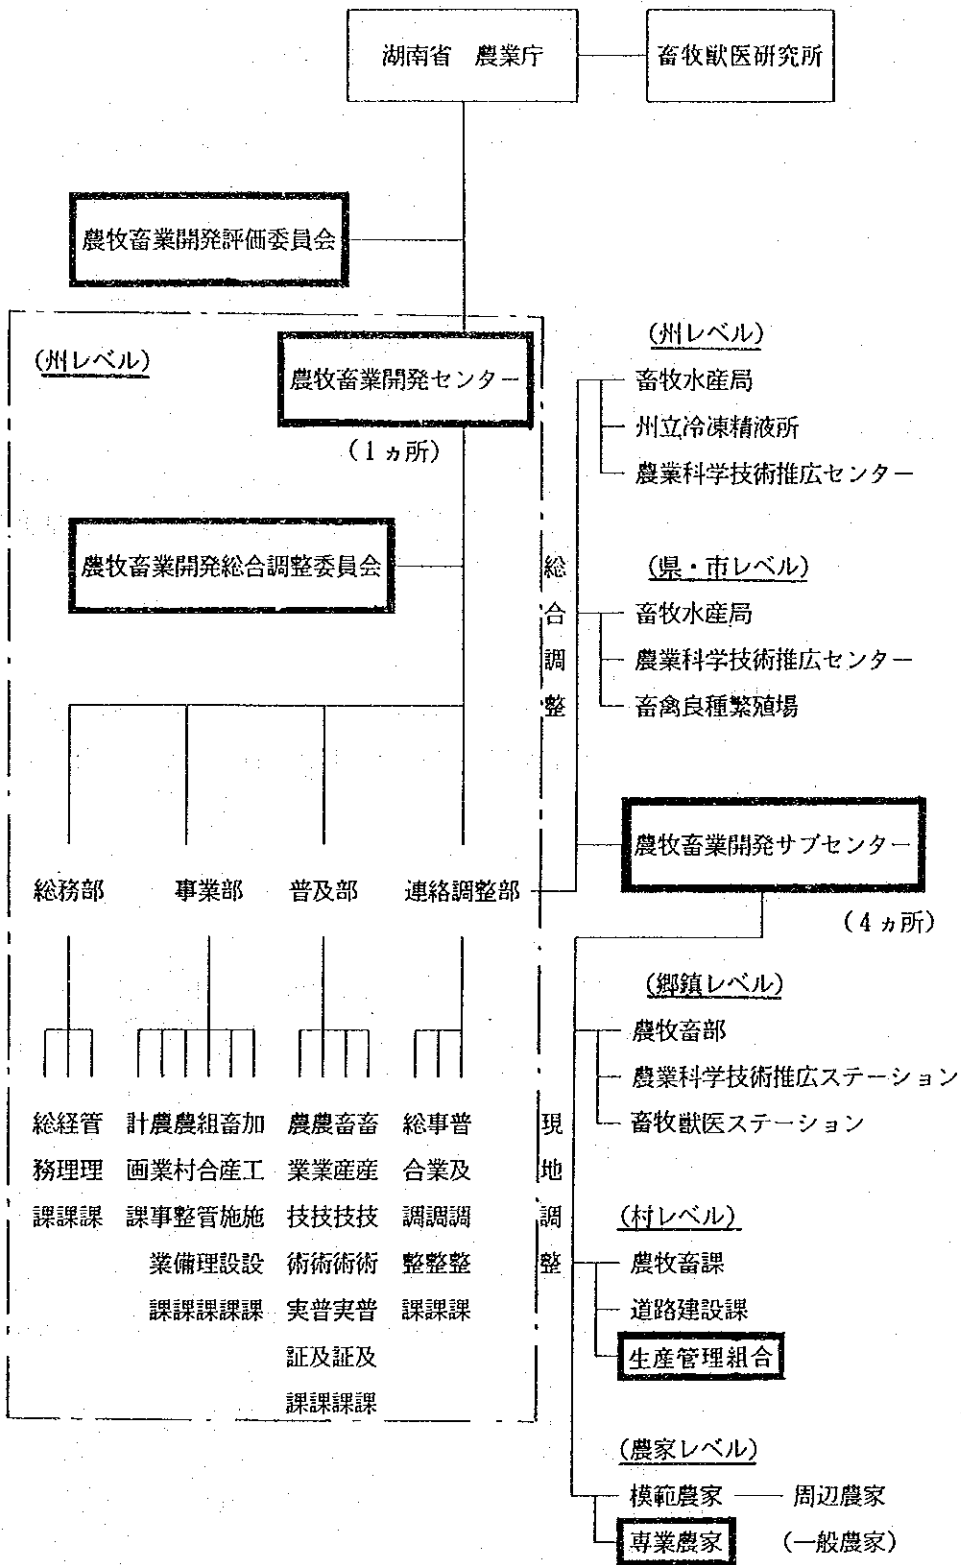 湖南省 農業庁
畜牧獣医研究所
農牧畜業開発評価委員会
(州レベル)
農牧畜業開発センター
(1ヵ所)
農牧畜業開発総合調整委員会
総務部
事業部
普及部
連絡調整部
総務課
経理課
管理課
計画課
農業事業課
農村整備課
組合管理課
畜産施設課
加工施設課
農業技術実証課
農業技術普及課
畜産技術実証課
畜産技術普及課
総合調整課
事業調整課
普及調整課
総合調整
(州レベル)
畜牧水産局
州立冷凍精液所
農業科学技術推広センター
(県・市レベル)
畜牧水産局
農業科学技術推広センター
畜禽良種繁殖場
農牧畜業開発サブセンター
(4ヵ所)
現地調整
(郷鎮レベル)
農牧畜部
農業科学技術推広ステーション
畜牧獣医ステーション
(村レベル)
農牧畜課
道路建設課
生産管理組合
(農家レベル)
模範農家
周辺農家
専業農家
(一般農家)